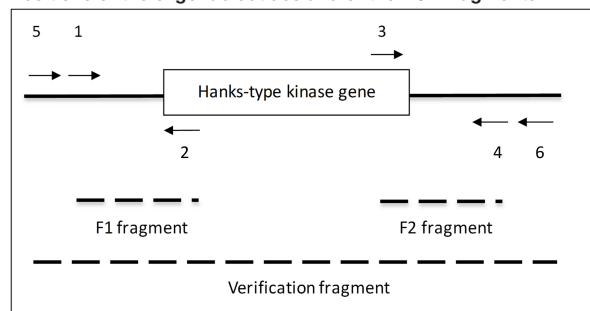 5 1 3
Hanks-type kinase gene
2 4 6
F1 fragment F2 fragment
Verification fragment